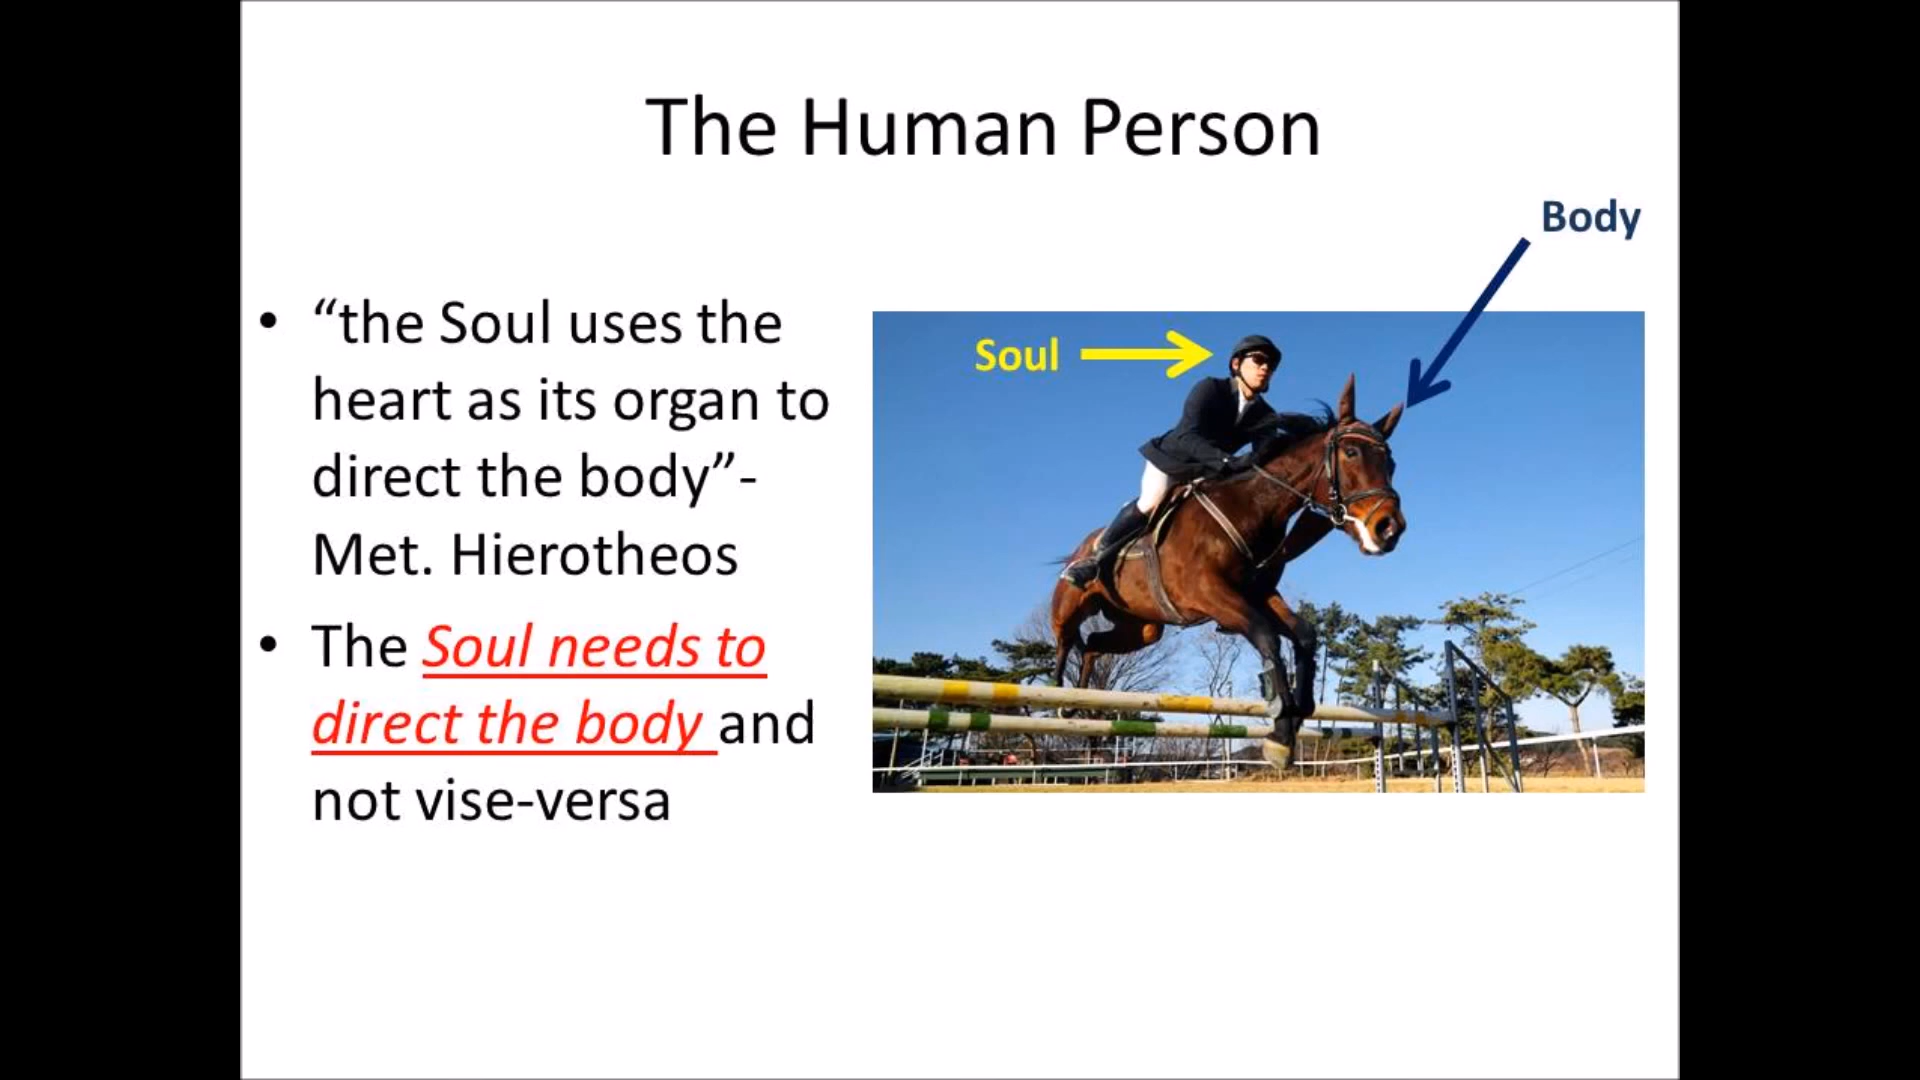 The Human Person
Body
• “the Soul uses the
heart as its organ to
direct the body”-
Met. Hierotheos
• The Soul needs to
direct the body and
not vise-versa
Soul